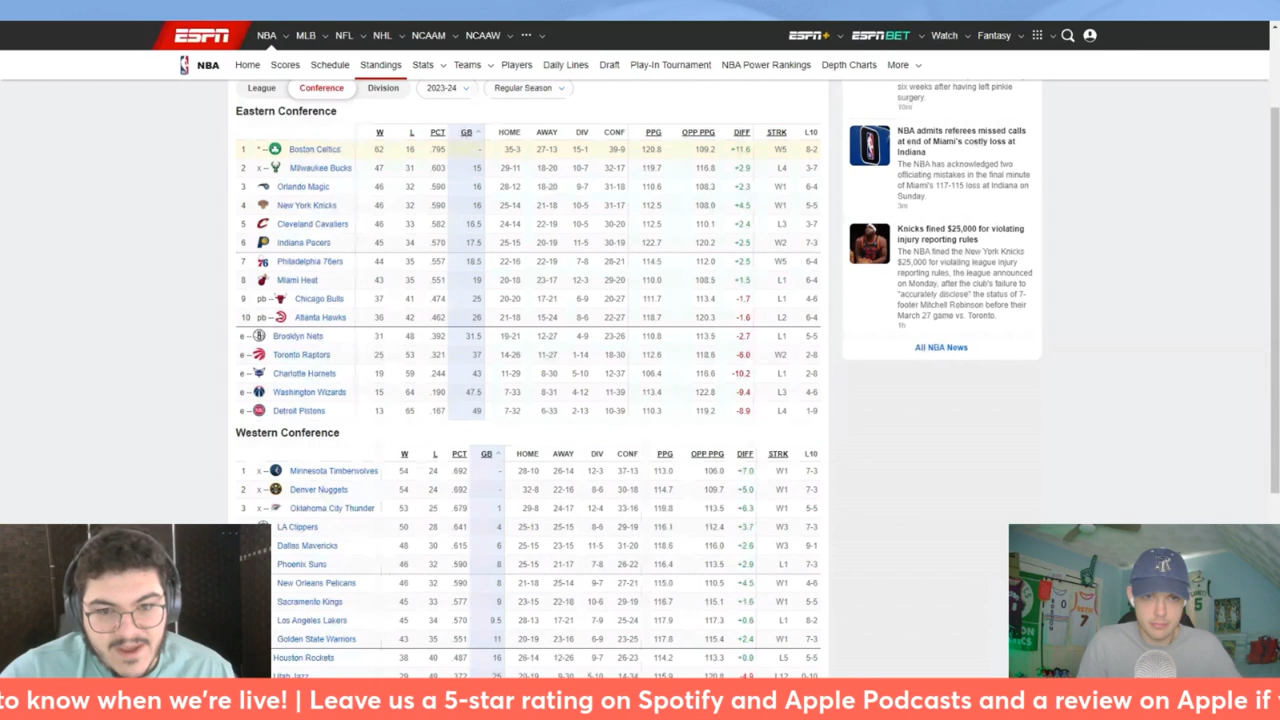 ESPN NBA MLB NFL NHL NCAAM NCAAW ESPN+ ESPN BET Watch Fantasy
NBA Home Scores Schedule Standings Stats Teams Players Daily Lines Draft Play-In Tournament NBA Power Rankings Depth Charts More
League Conference Division 2023-24 Regular Season
Eastern Conference
W L PCT GB HOME AWAY DIV CONF PPG OPP PPG DIFF STRK L10
1 * -- Boston Celtics 62 16 .795 - 35-3 27-13 15-1 39-9 120.8 109.2 +11.6 W5 8-2
2 x -- Milwaukee Bucks 47 31 .603 15 29-11 18-20 10-7 32-17 119.7 116.8 +2.9 L4 3-7
3 Orlando Magic 46 32 .590 16 28-12 18-20 9-7 31-18 110.6 108.3 +2.3 W1 6-4
4 New York Knicks 46 32 .590 16 25-14 21-18 10-5 31-17 112.5 108.0 +4.5 W1 5-5
5 Cleveland Cavaliers 46 33 .582 16.5 24-14 22-19 10-5 28-21 112.5 110.1 +2.4 L3 3-7
6 Indiana Pacers 45 34 .570 17.5 25-15 20-19 11-5 30-19 122.7 120.2 +2.5 W2 7-3
7 Philadelphia 76ers 44 35 .557 18.5 22-16 22-19 7-8 28-21 114.5 112.0 +2.5 W5 6-4
8 Miami Heat 43 35 .551 19 20-18 23-17 12-3 29-20 110.0 108.5 +1.5 L1 6-4
9 pb -- Chicago Bulls 37 41 .474 25 20-20 17-21 6-9 20-27 111.7 113.4 -1.7 L1 4-6
10 pb -- Atlanta Hawks 36 42 .462 26 21-18 15-24 8-6 22-27 118.7 120.3 -1.6 L2 6-4
e -- Brooklyn Nets 31 48 .392 31.5 19-21 12-27 4-9 23-26 110.8 113.5 -2.7 L1 5-5
e -- Toronto Raptors 25 53 .321 37 14-26 11-27 1-14 18-30 112.6 118.6 -6.0 W2 2-8
e -- Charlotte Hornets 19 59 .244 43 11-29 8-30 5-10 12-37 106.4 116.6 -10.2 L1 2-8
e -- Washington Wizards 15 64 .190 47.5 7-33 8-31 4-12 11-39 113.4 122.8 -9.4 L3 4-6
e -- Detroit Pistons 13 65 .167 49 7-32 6-33 2-13 10-39 110.3 119.2 -8.9 L4 1-9
Western Conference
W L PCT GB HOME AWAY DIV CONF PPG OPP PPG DIFF STRK L10
1 x -- Minnesota Timberwolves 54 24 .692 - 28-10 26-14 12-3 37-13 113.0 106.0 +7.0 W1 7-3
2 x -- Denver Nuggets 54 24 .692 - 32-8 22-16 8-6 30-18 114.7 109.7 +5.0 W1 7-3
3 x -- Oklahoma City Thunder 53 25 .679 1 29-8 24-17 12-4 33-16 119.8 113.5 +6.3 W1 5-5
LA Clippers 50 28 .641 4 25-13 25-15 8-6 29-19 116.1 112.4 +3.7 W3 7-3
Dallas Mavericks 48 30 .615 6 25-15 23-15 11-5 31-20 118.6 116.0 +2.6 W3 9-1
Phoenix Suns 46 32 .590 8 25-15 21-17 7-8 26-22 116.4 113.5 +2.9 L1 7-3
New Orleans Pelicans 46 32 .590 8 21-18 25-14 9-7 27-21 115.0 110.5 +4.5 W1 4-6
Sacramento Kings 45 33 .577 9 23-15 22-18 10-6 29-19 116.7 115.1 +1.6 W1 5-5
Los Angeles Lakers 45 34 .570 9.5 28-13 17-21 7-9 25-24 117.9 117.3 +0.6 L1 8-2
Golden State Warriors 43 35 .551 11 20-19 23-16 6-9 23-25 117.8 115.4 +2.4 W1 7-3
Houston Rockets 38 40 .487 16 26-14 12-26 9-7 26-23 114.2 113.3 +0.9 L5 5-5
six weeks after having left pinkie
surgery.
10m
NBA admits referees missed calls
at end of Miami's costly loss at
Indiana
The NBA has acknowledged two
officiating mistakes in the final minute
of Miami's 117-115 loss at Indiana on
Sunday.
3m
Knicks fined $25,000 for violating
injury reporting rules
The NBA fined the New York Knicks
$25,000 for violating league injury
reporting rules, the league announced
on Monday, after the club's failure to
"accurately disclose" the status of 7-
footer Mitchell Robinson before their
March 27 game vs. Toronto.
1h
All NBA News
to know when we're live! | Leave us a 5-star rating on Spotify and Apple Podcasts and a review on Apple if